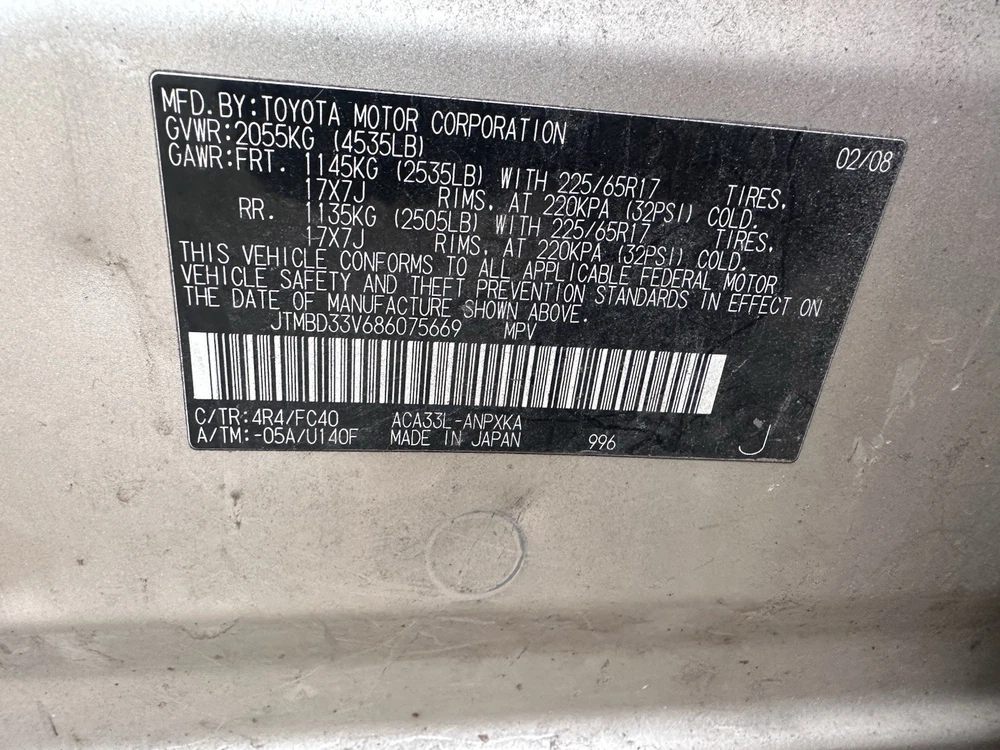 MFD. BY: TOYOTA MOTOR CORPORATION 02/08
GVWR: 2055KG (4535LB)
GAWR: FRT. 1145KG (2535LB) WITH 225/65R17 TIRES,
17X7J RIMS, AT 220KPA (32PSI) COLD.
RR. 1135KG (2505LB) WITH 225/65R17 TIRES,
17X7J RIMS, AT 220KPA (32PSI) COLD.
THIS VEHICLE CONFORMS TO ALL APPLICABLE FEDERAL MOTOR
VEHICLE SAFETY AND THEFT PREVENTION STANDARDS IN EFFECT ON
THE DATE OF MANUFACTURE SHOWN ABOVE.
JTMBD33V686075669 MPV
C/TR: 4R4/FC40 ACA33L-ANPXKA
A/TM: -05A/U140F MADE IN JAPAN 996 J